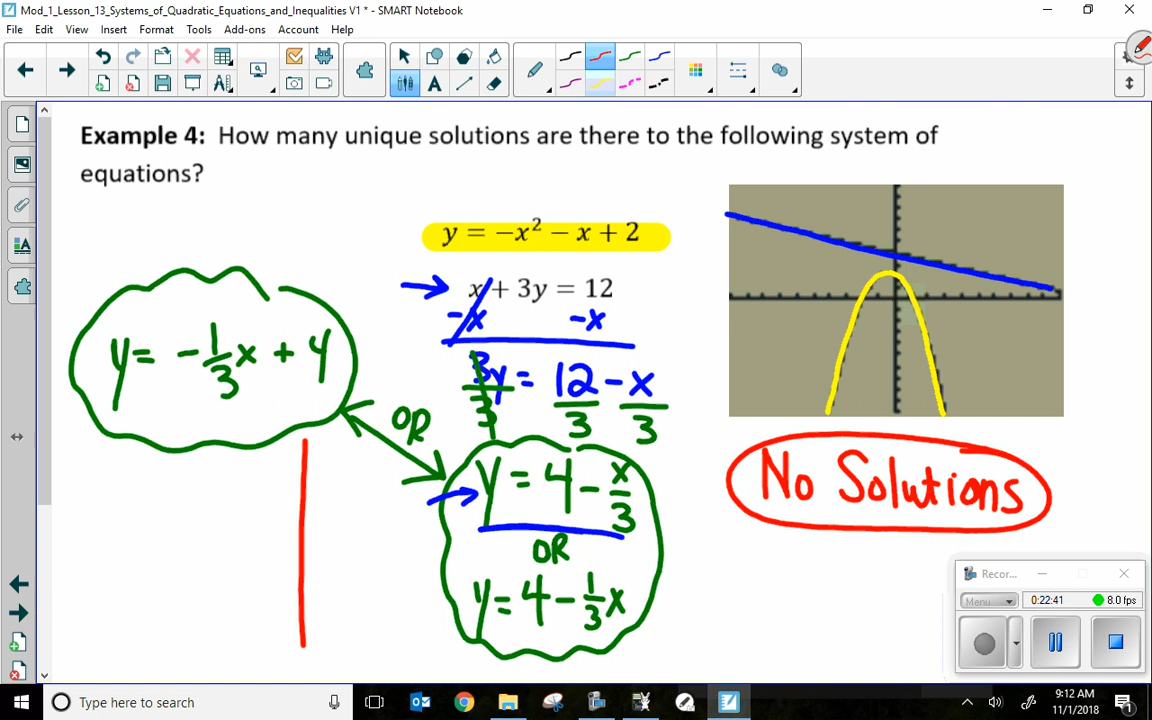 Mod_1_Lesson_13_Systems_of_Quadratic_Equations_and_Inequalities V1 * - SMART Notebook
File Edit View Insert Format Tools Add-ons Account Help
Example 4: How many unique solutions are there to the following system of
equations?
y = −x² − x + 2
x + 3y = 12
-x -x
3y = 12 - x
3 3 3
y = -1/3 x + 4
OR
y = 4 - x/3
OR
y = 4 - 1/3 x
No Solutions
Recor...
Menu 0:22:41 8.0 fps
Type here to search
9:12 AM
11/1/2018
1